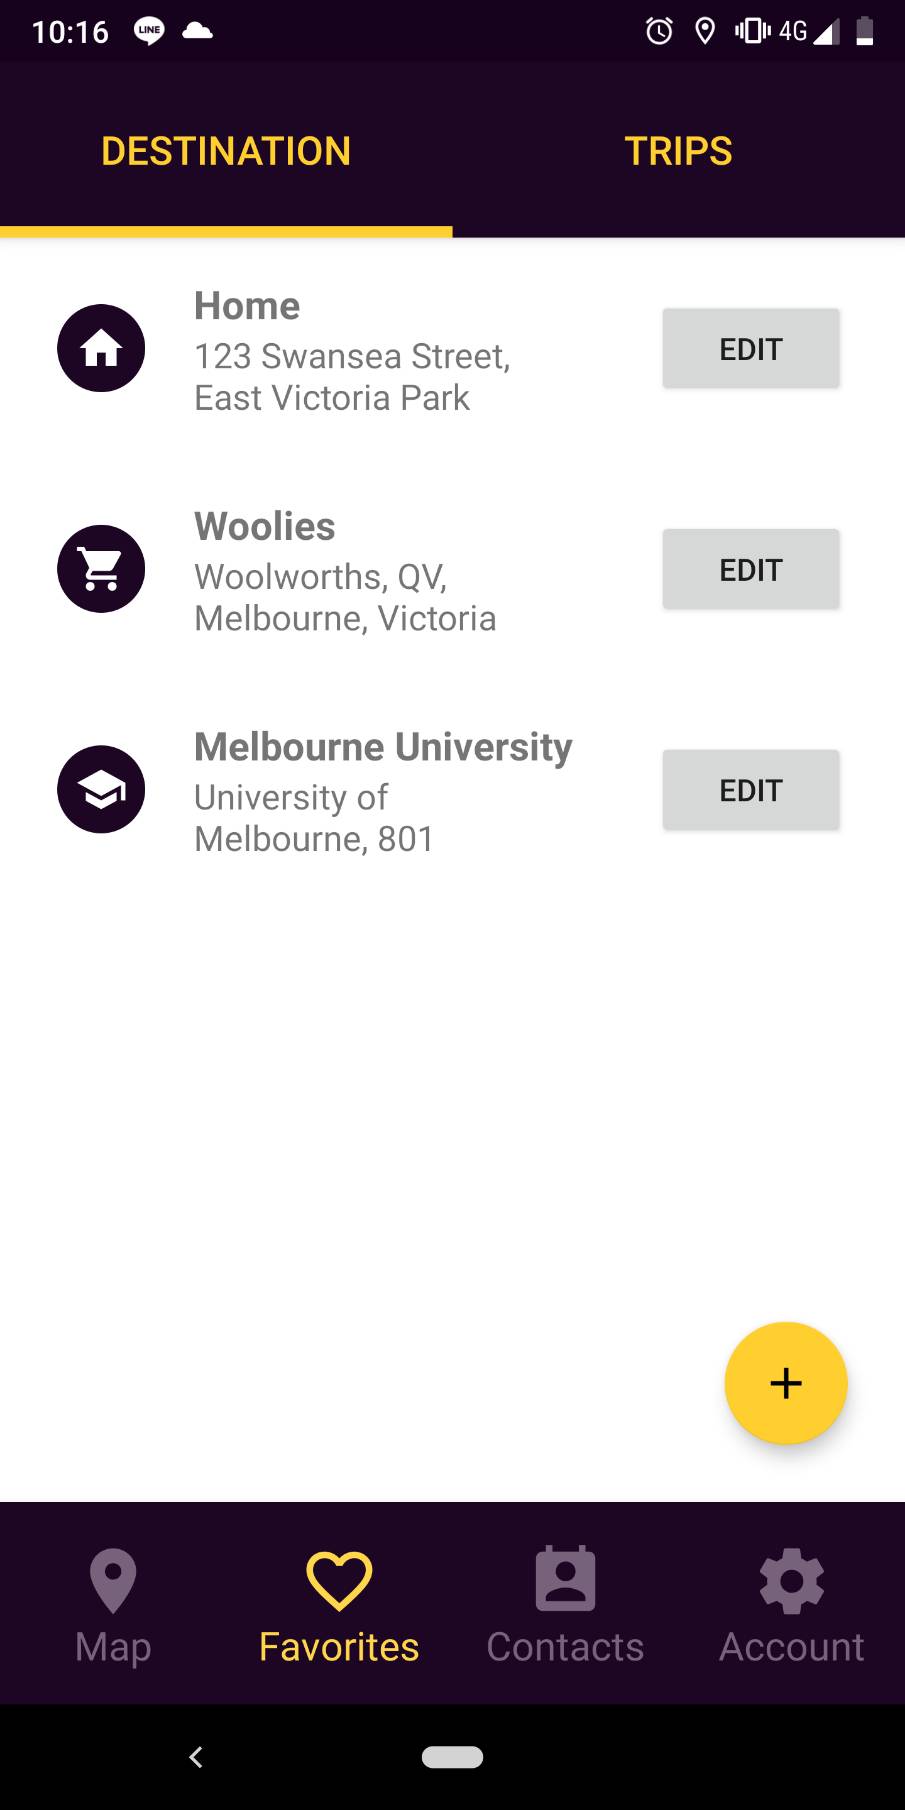 10:16 LINE 4G
DESTINATION TRIPS
Home
123 Swansea Street,
East Victoria Park
EDIT
Woolies
Woolworths, QV,
Melbourne, Victoria
EDIT
Melbourne University
University of
Melbourne, 801
EDIT
+
Map Favorites Contacts Account